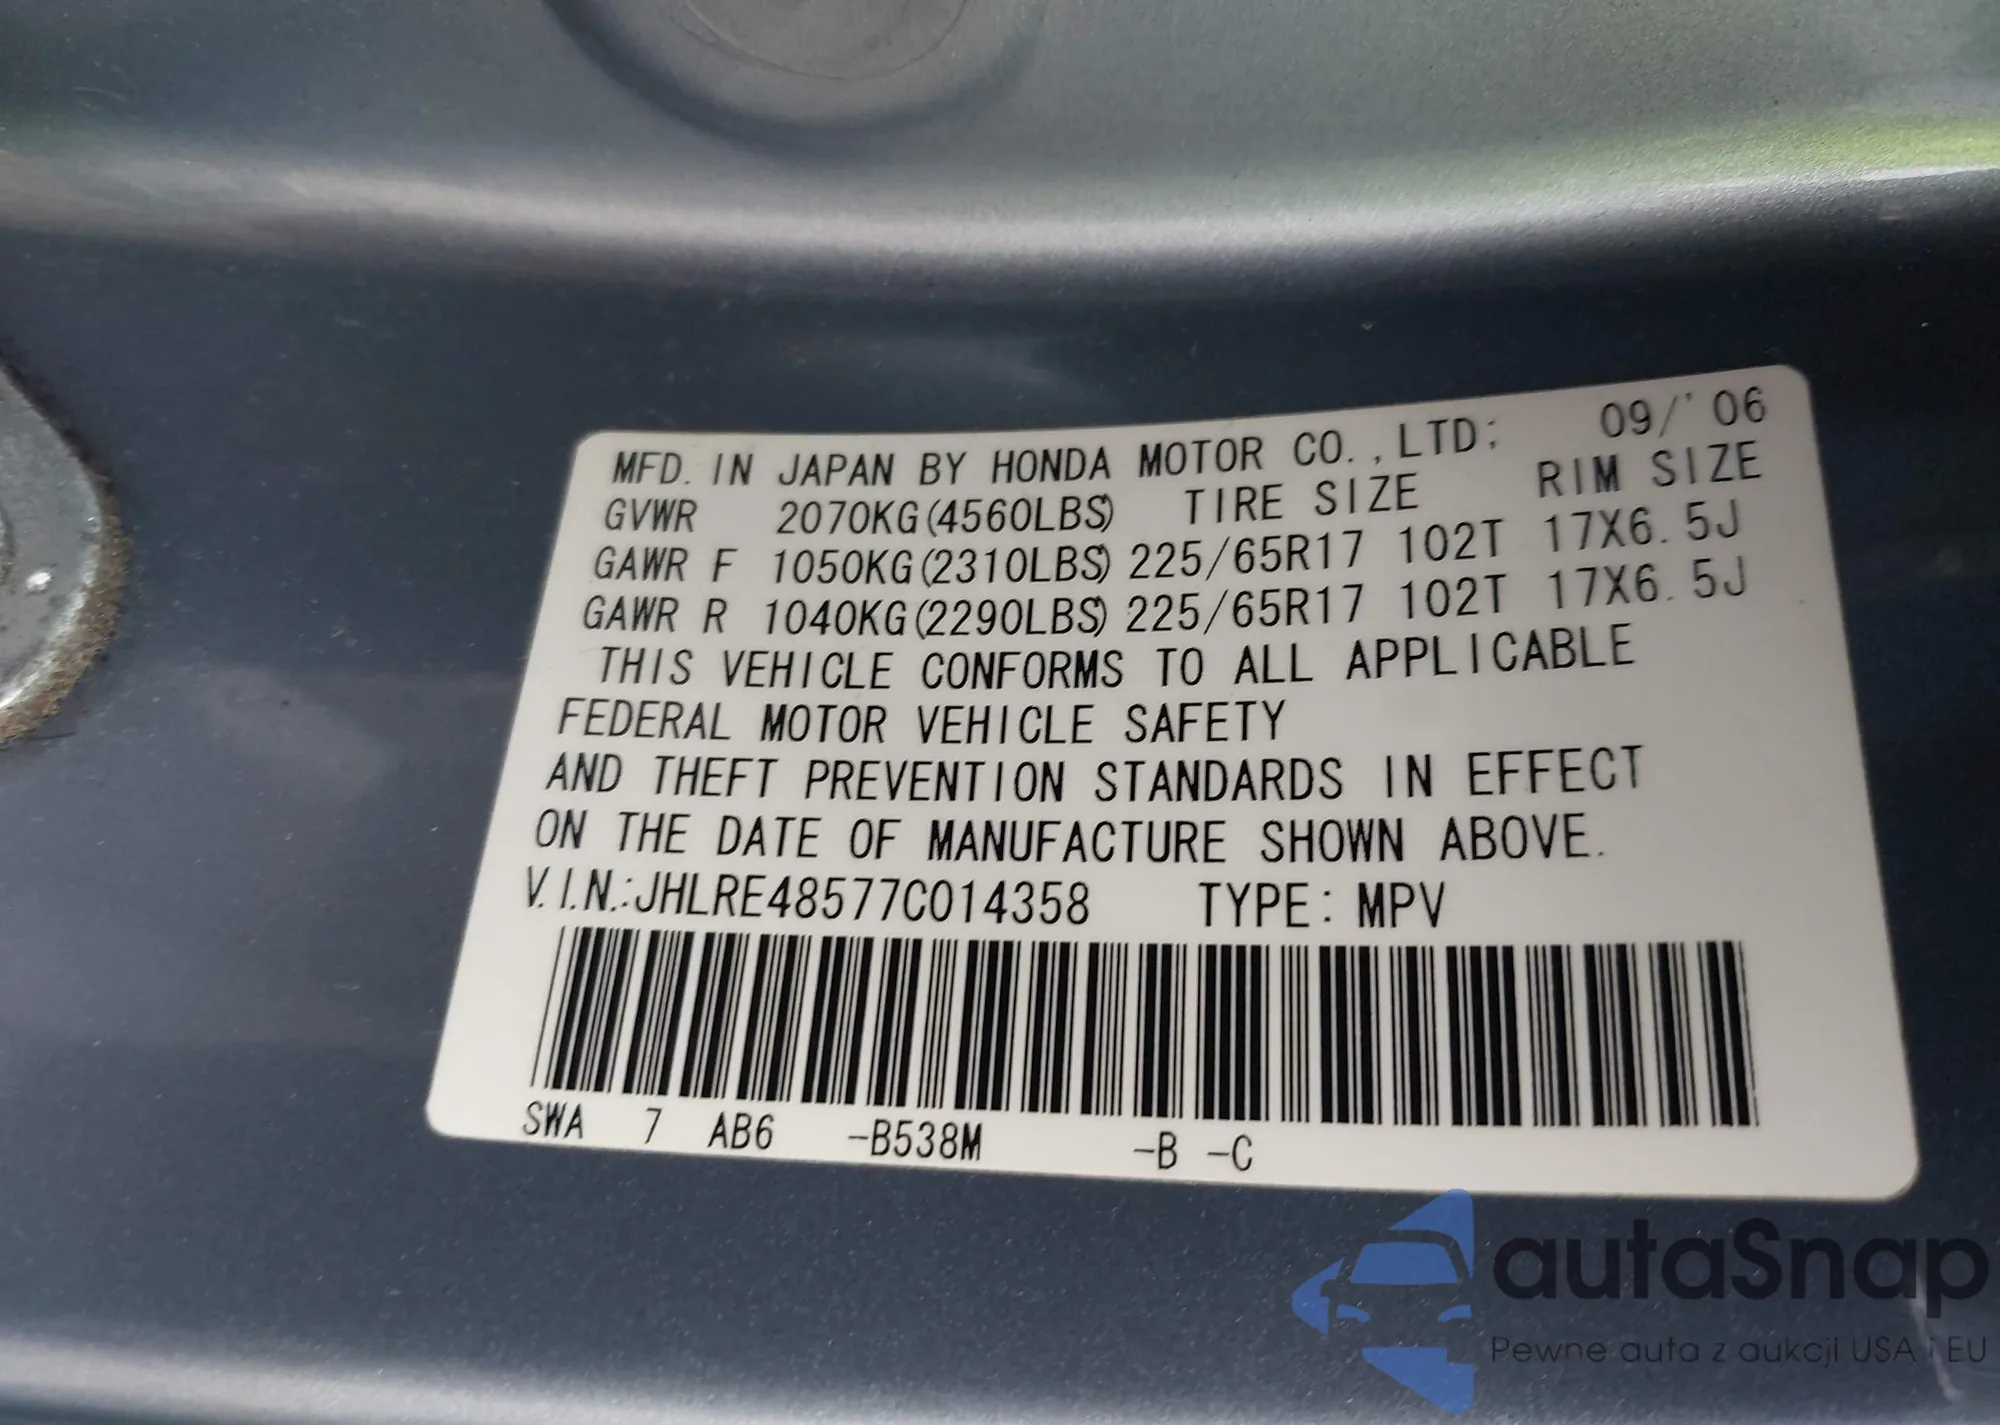 MFD. IN JAPAN BY HONDA MOTOR CO.,LTD; 09/'06
GVWR 2070KG(4560LBS) TIRE SIZE RIM SIZE
GAWR F 1050KG(2310LBS) 225/65R17 102T 17X6.5J
GAWR R 1040KG(2290LBS) 225/65R17 102T 17X6.5J
THIS VEHICLE CONFORMS TO ALL APPLICABLE
FEDERAL MOTOR VEHICLE SAFETY
AND THEFT PREVENTION STANDARDS IN EFFECT
ON THE DATE OF MANUFACTURE SHOWN ABOVE.
V.I.N.:JHLRE48577C014358 TYPE: MPV
SWA 7 AB6 -B538M -B -C
autaSnap
Pewne auta z aukcji USA i EU